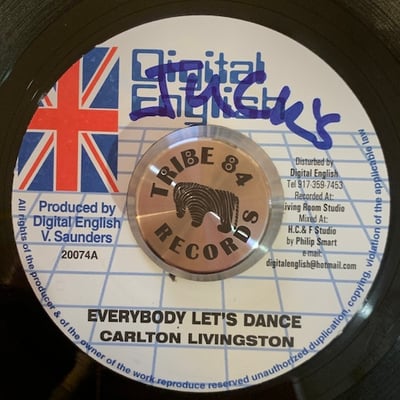 Digital
English
JUCK'S
TRIBE 84
RECORDS
Produced by
Digital English
V. Saunders
20074A
Disturbed by
Digital English
Tel 917-359-7453
Recorded At:
Living Room Studio
Mixed At:
H.C.& F Studio
by Philip Smart
e-mail:
digitalenglish@hotmail.com
EVERYBODY LET'S DANCE
CARLTON LIVINGSTON
All rights of the producer & of the owner of the work reproduce reserved unauthorized duplication, copying, violation of the applicable law